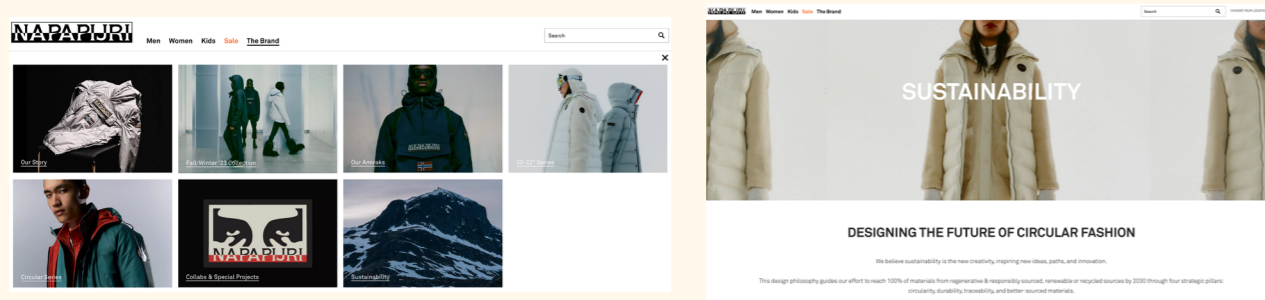 NAPAPIJRI
Men Women Kids Sale The Brand
Search
Our Story
Fall/Winter '23 Collection
Our Anoraks
Circular Series
NAPAPIJRI
Collabs & Special Projects
Sustainability
NAPAPIJRI
Men Women Kids Sale The Brand
Search
SUSTAINABILITY
DESIGNING THE FUTURE OF CIRCULAR FASHION
We believe sustainability is the new creativity, inspiring new ideas, paths, and innovation.
This design philosophy guides our effort to reach 100% of materials from regenerative & responsibly sourced, renewable or recycled sources by 2030 through four strategic pillars:
circularity, durability, traceability, and better-sourced materials.